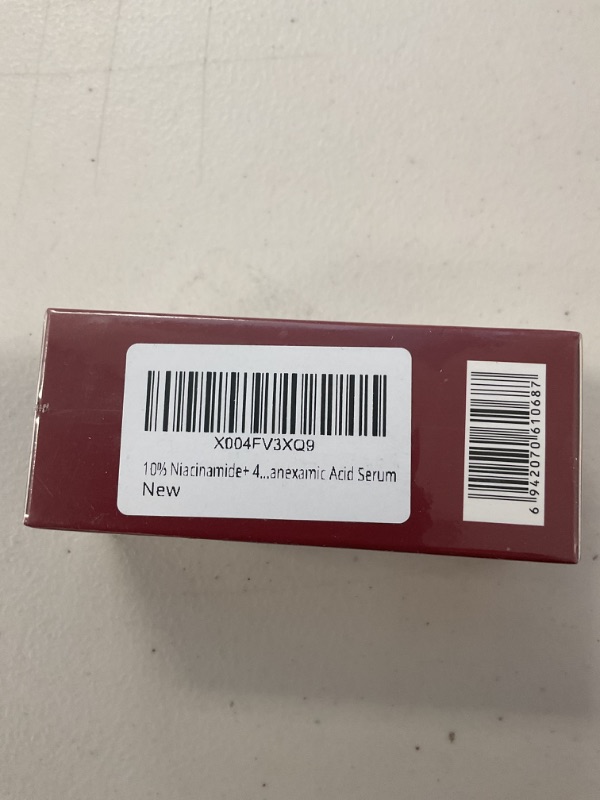 X004FV3XQ9
10% Niacinamide+ 4...anexamic Acid Serum
New
6 942070 610687